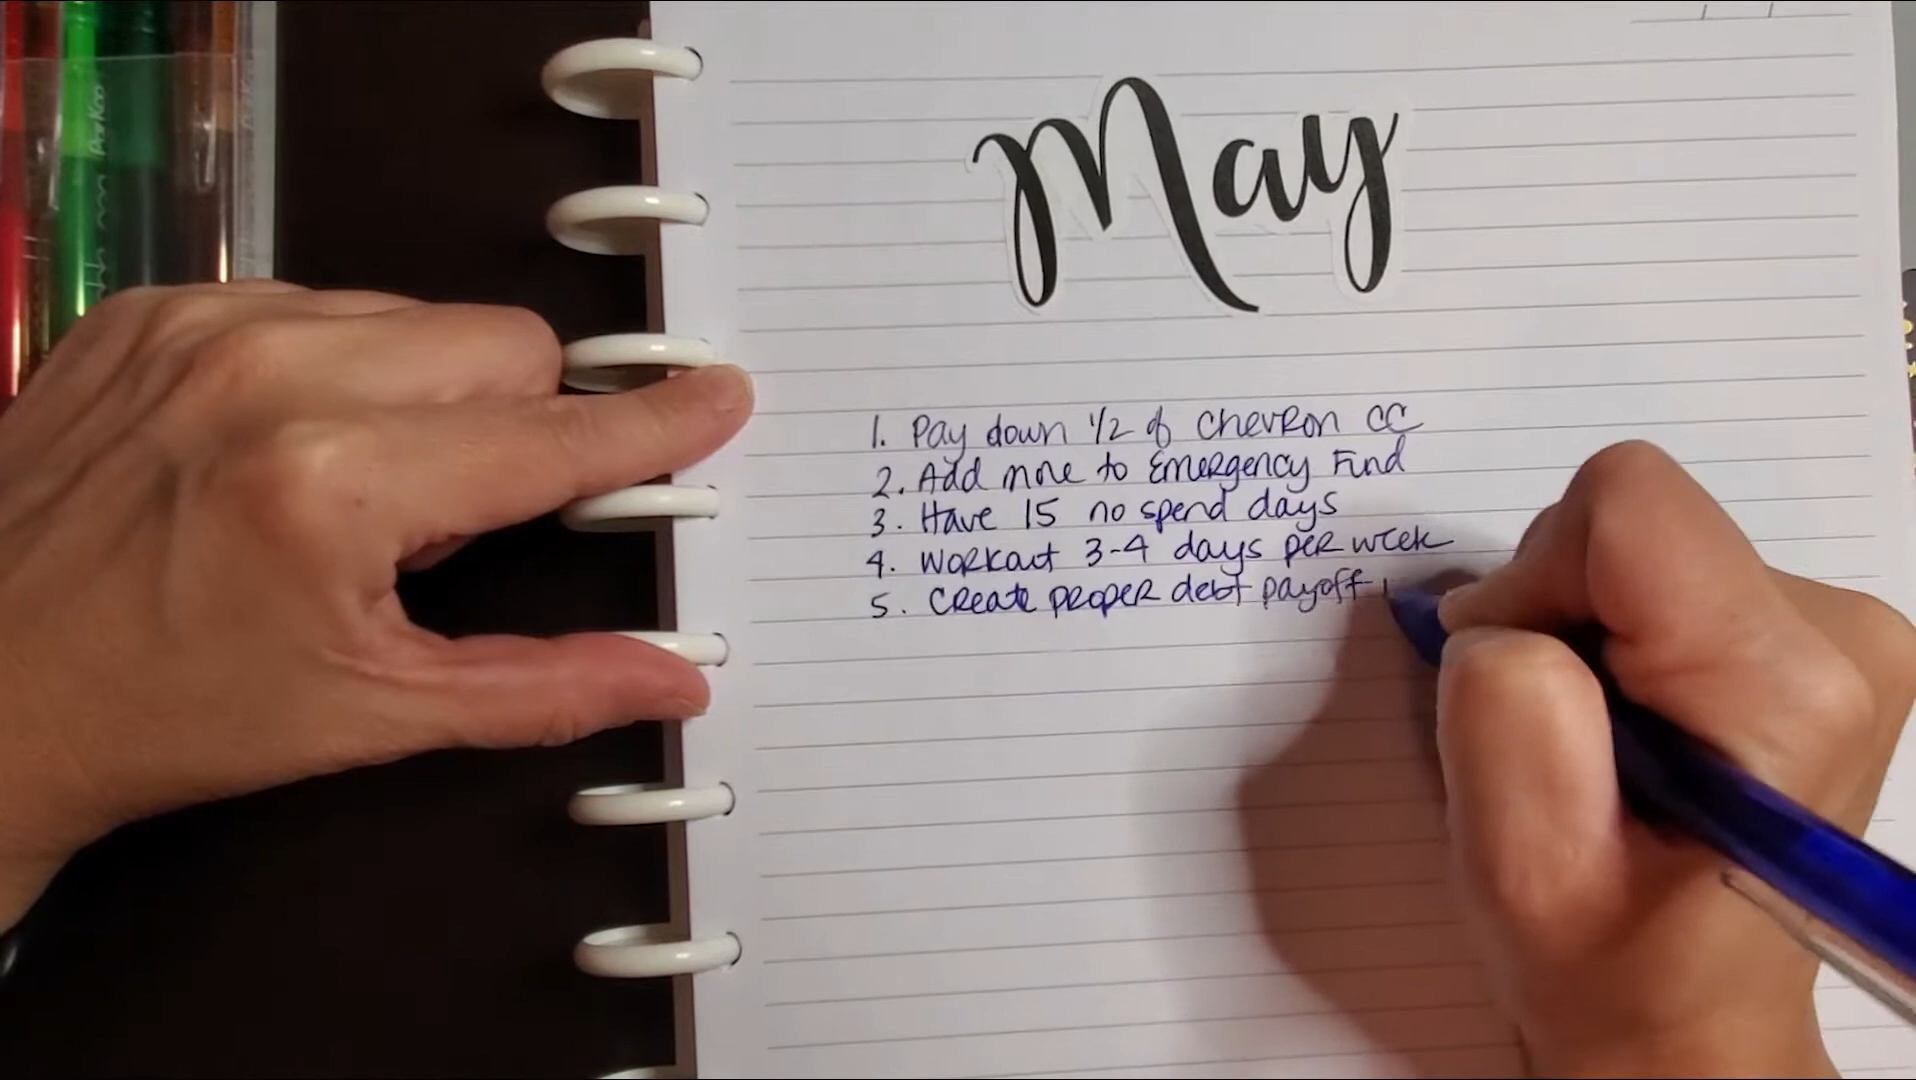 May
1. Pay down 1/2 of Chevron CC
2. Add more to Emergency Fund
3. Have 15 no spend days
4. Workout 3-4 days per week
5. Create proper debt payoff